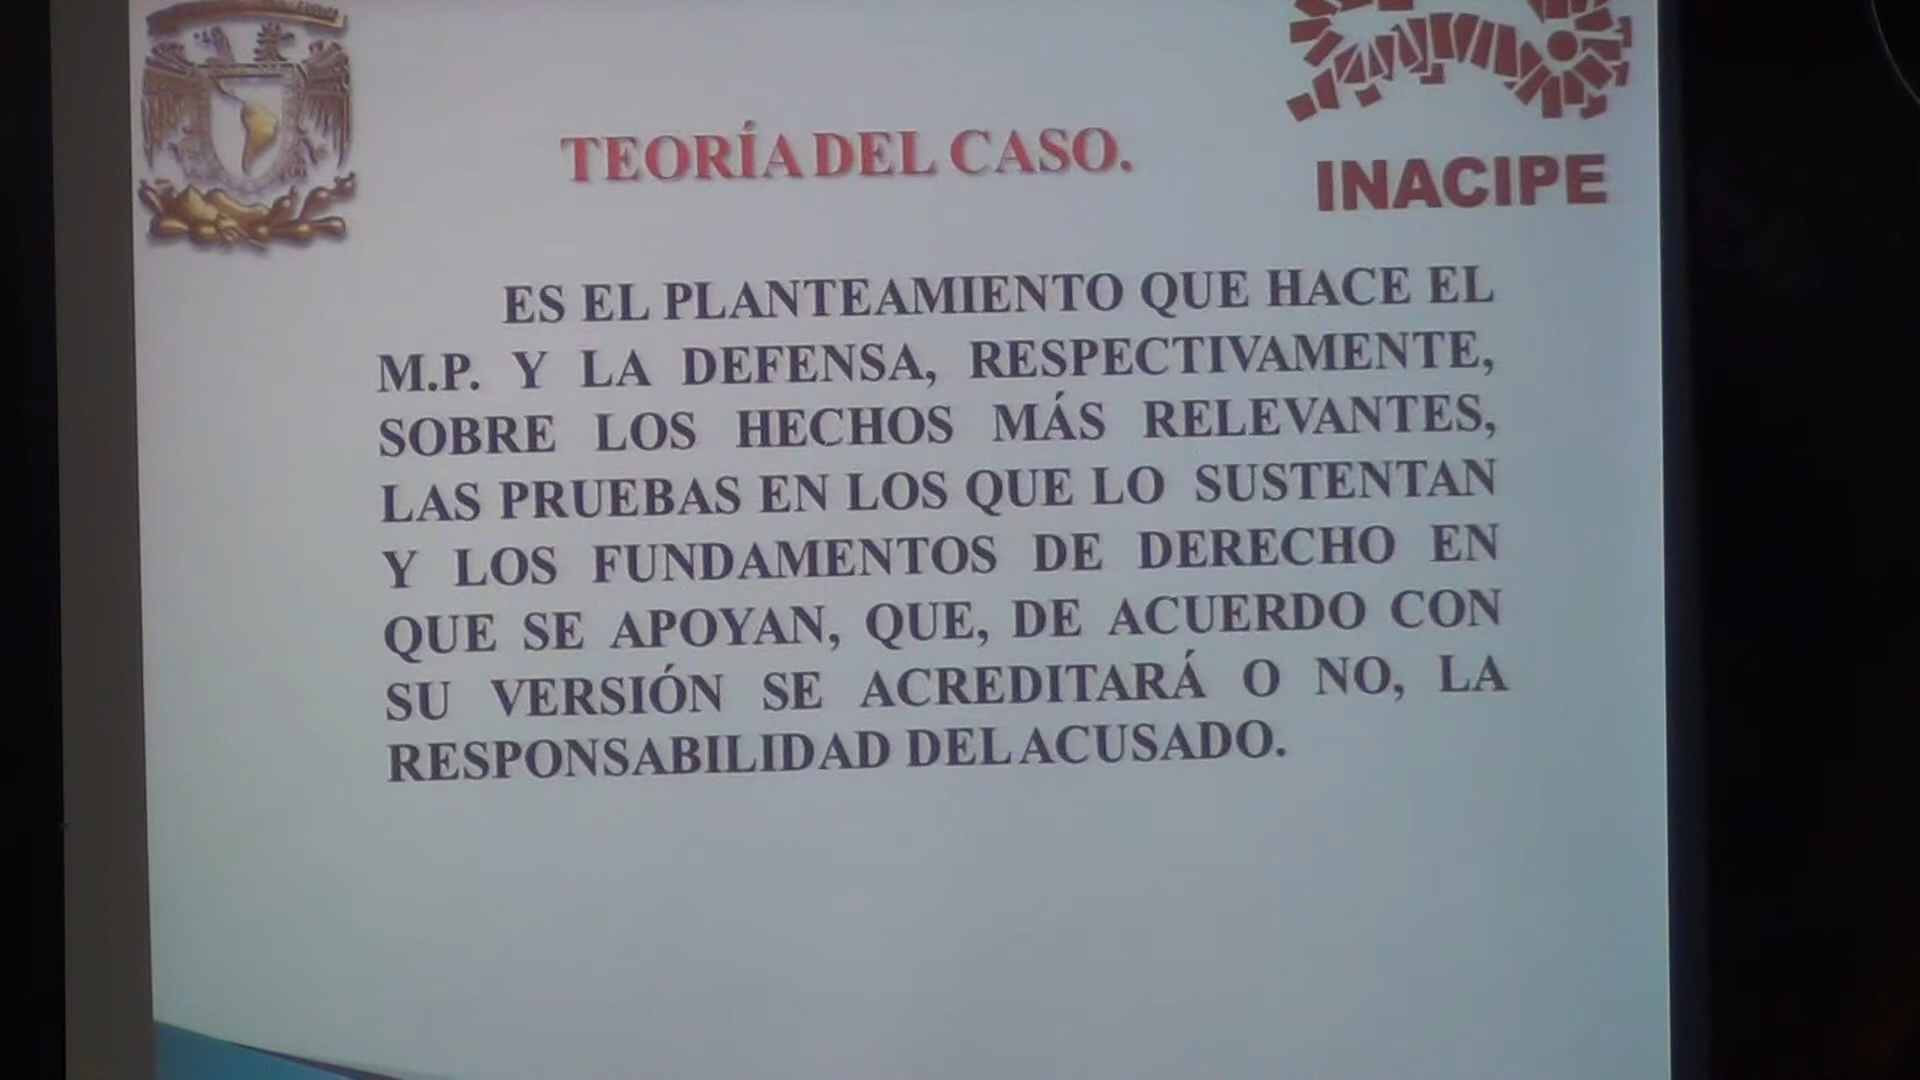 TEORÍA DEL CASO.
INACIPE
ES EL PLANTEAMIENTO QUE HACE EL
M.P. Y LA DEFENSA, RESPECTIVAMENTE,
SOBRE LOS HECHOS MÁS RELEVANTES,
LAS PRUEBAS EN LOS QUE LO SUSTENTAN
Y LOS FUNDAMENTOS DE DERECHO EN
QUE SE APOYAN, QUE, DE ACUERDO CON
SU VERSIÓN SE ACREDITARÁ O NO, LA
RESPONSABILIDAD DEL ACUSADO.